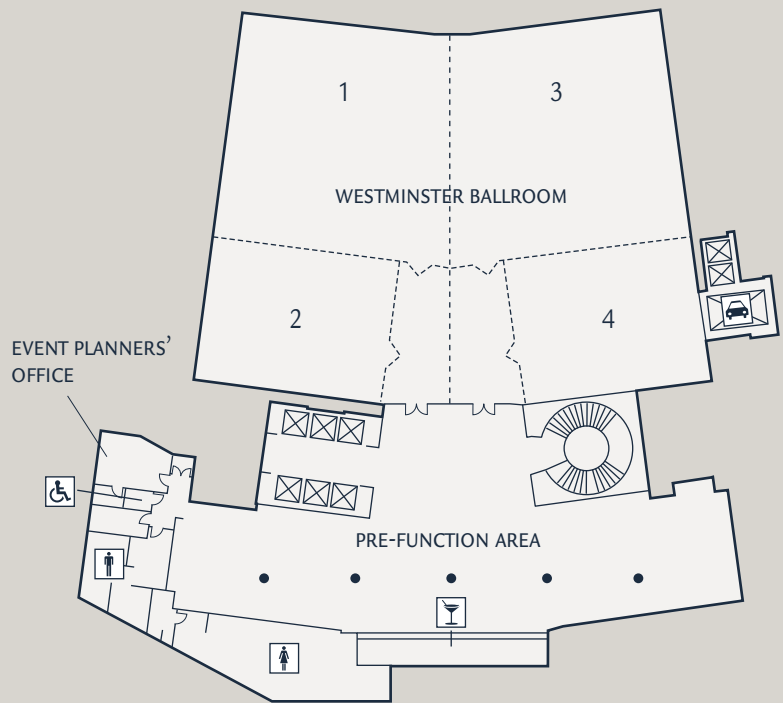 1
3
WESTMINSTER BALLROOM
2
4
EVENT PLANNERS’
OFFICE
PRE-FUNCTION AREA